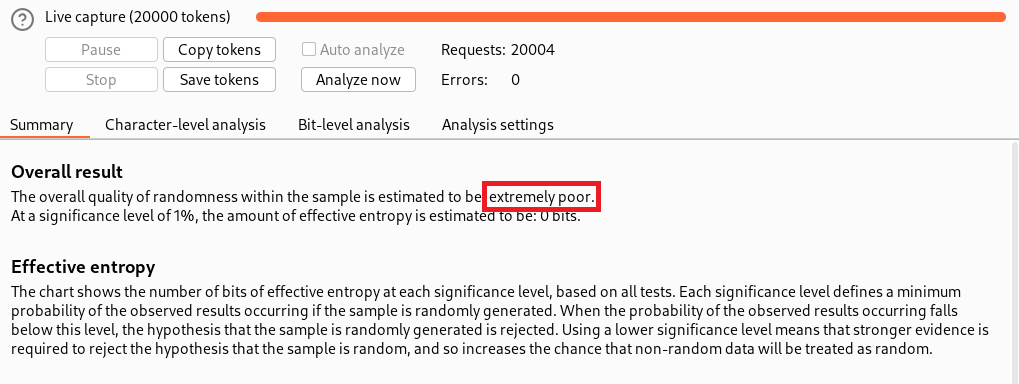 Live capture (20000 tokens)
Pause Copy tokens Auto analyze Requests: 20004
Stop Save tokens Analyze now Errors: 0
Summary Character-level analysis Bit-level analysis Analysis settings
Overall result
The overall quality of randomness within the sample is estimated to be: extremely poor.
At a significance level of 1%, the amount of effective entropy is estimated to be: 0 bits.
Effective entropy
The chart shows the number of bits of effective entropy at each significance level, based on all tests. Each significance level defines a minimum
probability of the observed results occurring if the sample is randomly generated. When the probability of the observed results occurring falls
below this level, the hypothesis that the sample is randomly generated is rejected. Using a lower significance level means that stronger evidence is
required to reject the hypothesis that the sample is random, and so increases the chance that non-random data will be treated as random.